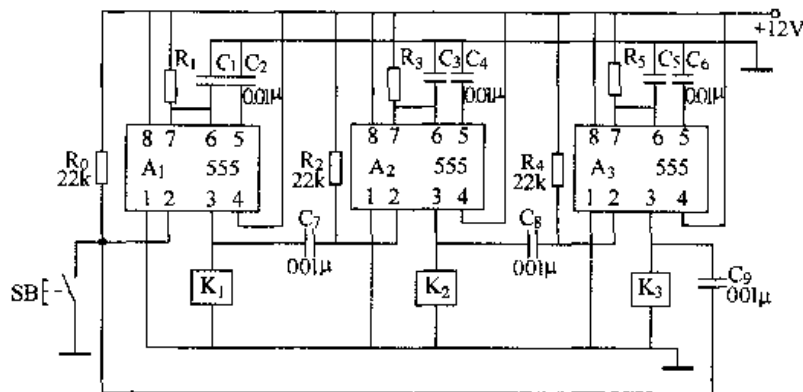 +12V
R1 C1 C2 R3 C3 C4 R5 C5 C6
001μ 001μ 001μ
8 7 6 5 8 7 6 5 8 7 6 5
R0 22k A1 555 R2 22k A2 555 R4 22k A3 555
1 2 3 4 1 2 3 4 1 2 3 4
C7 C8
001μ 001μ
SB K1 K2 K3 C9
001μ